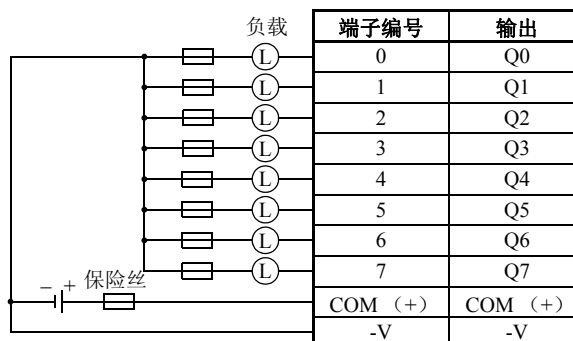 负载
端子编号 输出
L 0 Q0
L 1 Q1
L 2 Q2
L 3 Q3
L 4 Q4
L 5 Q5
L 6 Q6
L 7 Q7
− + 保险丝
COM （+） COM （+）
-V -V